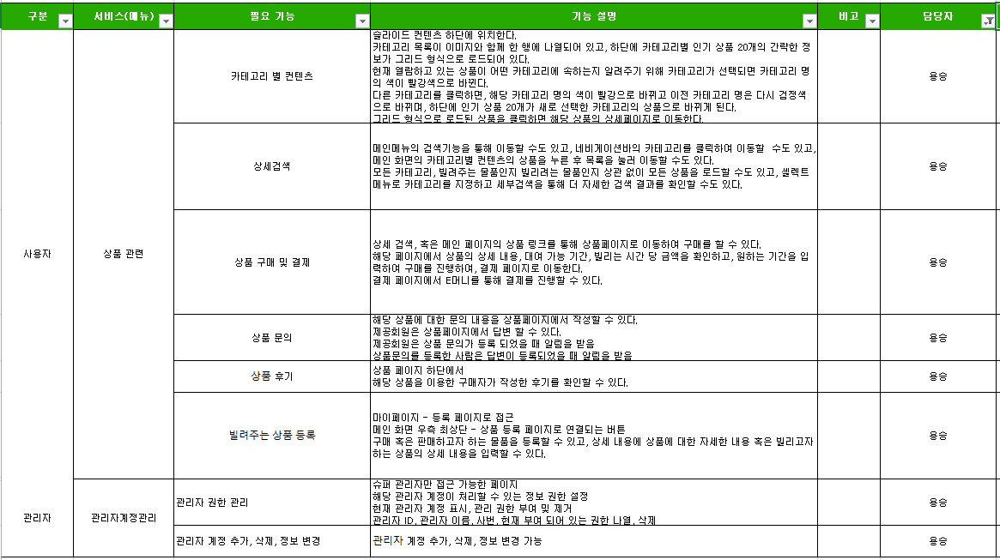 구분 서비스(메뉴) 필요 기능 기능 설명 비고 담당자
사용자
상품 관련
카테고리 별 컨텐츠
슬라이드 컨텐츠 하단에 위치한다.
카테고리 목록이 이미지와 함께 한 행에 나열되어 있고, 하단에 카테고리별 인기 상품 20개의 간략한 정
보가 그리드 형식으로 로드되어 있다.
현재 열람하고 있는 상품이 어떤 카테고리에 속하는지 알려주기 위해 카테고리가 선택되면 카테고리 명
의 색이 빨강색으로 바뀐다.
다른 카테고리를 클릭하면, 해당 카테고리 명의 색이 빨강으로 바뀌고 이전 카테고리 명은 다시 검정색
으로 바뀌며, 하단에 인기 상품 20개가 새로 선택한 카테고리의 상품으로 바뀌게 된다.
그리드 형식으로 로드된 상품을 클릭하면 해당 상품의 상세페이지로 이동한다.
용승
상세검색
메인메뉴의 검색기능을 통해 이동할 수도 있고, 네비게이션바의 카테고리를 클릭하여 이동할 수도 있고,
메인 화면의 카테고리별 컨텐츠의 상품을 누른 후 목록을 눌러 이동할 수도 있다.
모든 카테고리, 빌려주는 물품인지 빌리려는 물품인지 상관 없이 모든 상품을 로드할 수도 있고, 셀렉트
메뉴로 카테고리를 지정하고 세부검색을 통해 더 자세한 검색 결과를 확인할 수도 있다.
용승
상품 구매 및 결제
상세 검색, 혹은 메인 페이지의 상품 링크를 통해 상품페이지로 이동하여 구매를 할 수 있다.
해당 페이지에서 상품의 상세 내용, 대여 가능 기간, 빌리는 시간 당 금액을 확인하고, 원하는 기간을 입
력하여 구매를 진행하여, 결제 페이지로 이동한다.
결제 페이지에서 E머니를 통해 결제를 진행할 수 있다.
용승
상품 문의
해당 상품에 대한 문의 내용을 상품페이지에서 작성할 수 있다.
제공회원은 상품페이지에서 답변 할 수 있다.
제공회원은 상품 문의가 등록 되었을 때 알림을 받음
상품문의를 등록한 사람은 답변이 등록되었을 때 알림을 받음
용승
상품 후기
상품 페이지 하단에서
해당 상품을 이용한 구매자가 작성한 후기를 확인할 수 있다.
용승
빌려주는 상품 등록
마이페이지 - 등록 페이지로 접근
메인 화면 우측 최상단 - 상품 등록 페이지로 연결되는 버튼
구매 혹은 판매하고자 하는 물품을 등록할 수 있고, 상세 내용에 상품에 대한 자세한 내용 혹은 빌리고자
하는 상품의 상세 내용을 입력할 수 있다.
용승
관리자
관리자계정관리
관리자 권한 관리
슈퍼 관리자만 접근 가능한 페이지
해당 관리자 계정이 처리할 수 있는 정보 권한 설정
현재 관리자 계정 표시, 관리 권한 부여 및 제거
관리자 ID, 관리자 이름, 사번, 현재 부여 되어 있는 권한 나열, 삭제
용승
관리자 계정 추가, 삭제, 정보 변경
관리자 계정 추가, 삭제, 정보 변경 가능
용승